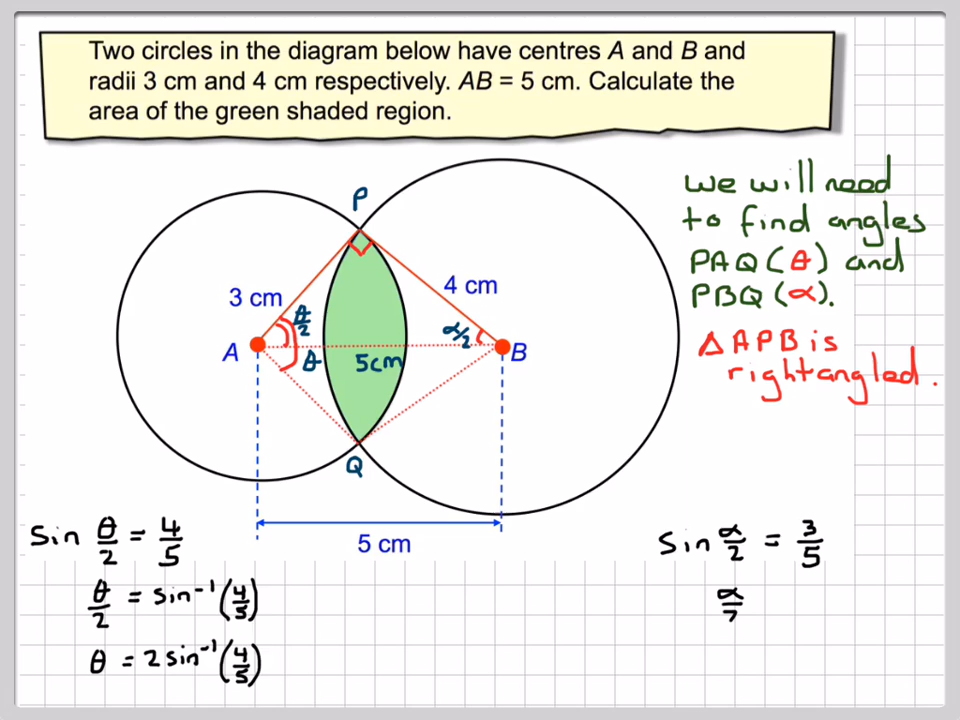 Two circles in the diagram below have centres A and B and
radii 3 cm and 4 cm respectively. AB = 5 cm. Calculate the
area of the green shaded region.
P
3 cm
4 cm
θ/2
α/2
A
θ
5cm
B
Q
5 cm
we will need
to find angles
PAQ (θ) and
PBQ (α).
Δ APB is
rightangled.
Sin θ/2 = 4/5
θ/2 = sin⁻¹(4/5)
θ = 2sin⁻¹(4/5)
Sin α/2 = 3/5
α/2